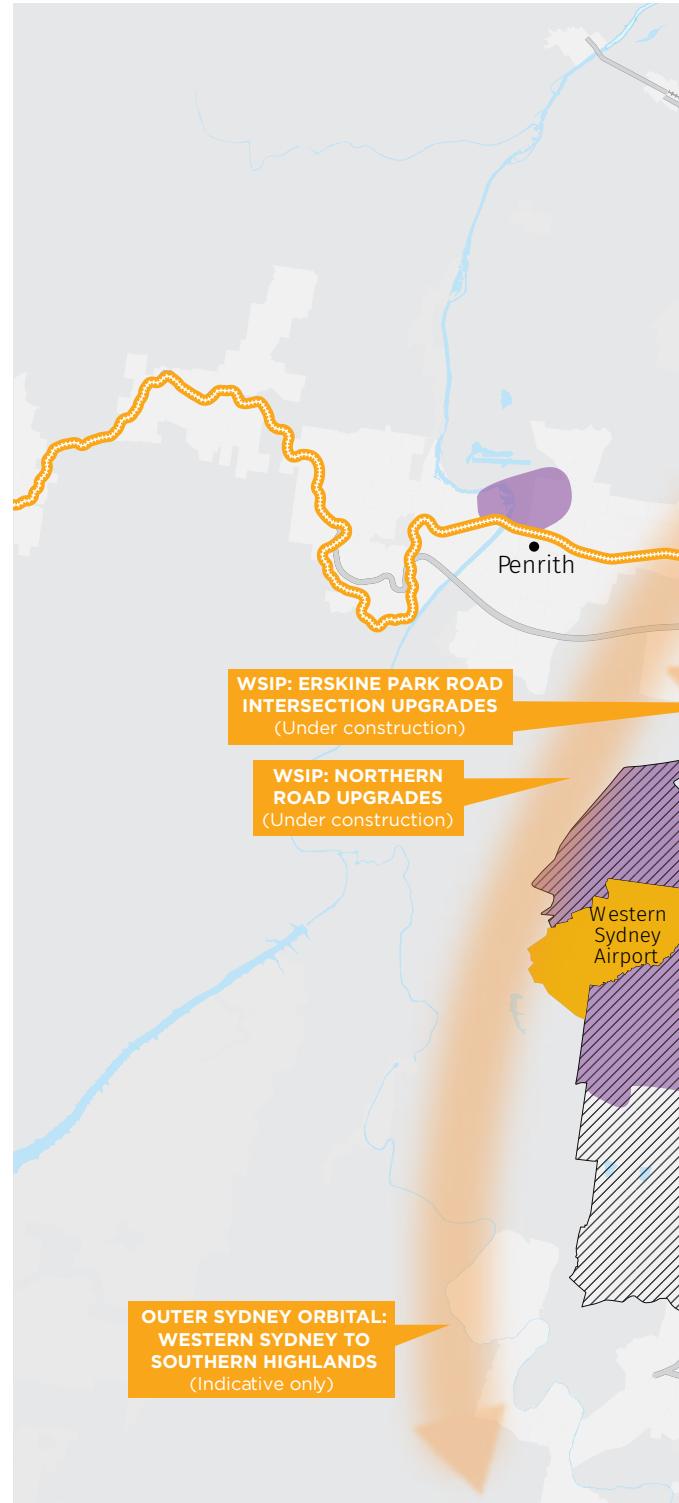 Penrith
WSIP: ERSKINE PARK ROAD
INTERSECTION UPGRADES
(Under construction)
WSIP: NORTHERN
ROAD UPGRADES
(Under construction)
Western
Sydney
Airport
OUTER SYDNEY ORBITAL:
WESTERN SYDNEY TO
SOUTHERN HIGHLANDS
(Indicative only)